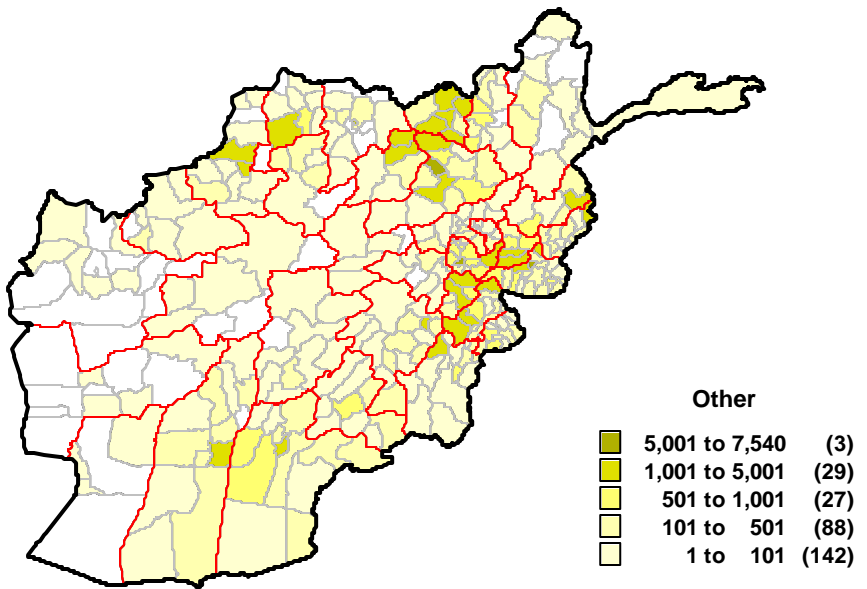 Other
5,001 to 7,540 (3)
1,001 to 5,001 (29)
501 to 1,001 (27)
101 to 501 (88)
1 to 101 (142)